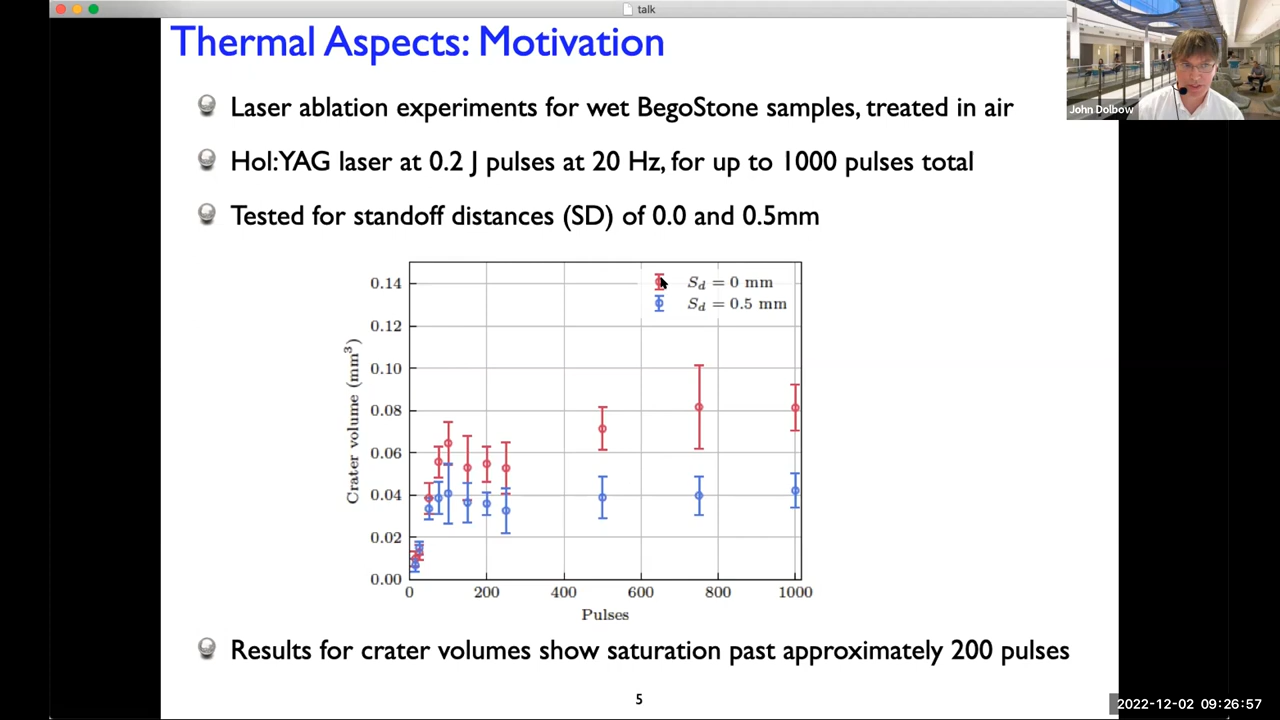 talk
Thermal Aspects: Motivation
John Dolbow
Laser ablation experiments for wet BegoStone samples, treated in air
Hol:YAG laser at 0.2 J pulses at 20 Hz, for up to 1000 pulses total
Tested for standoff distances (SD) of 0.0 and 0.5mm
S_d = 0 mm
S_d = 0.5 mm
0.14
0.12
0.10
0.08
0.06
0.04
0.02
0.00
Crater volume (mm³)
0 200 400 600 800 1000
Pulses
Results for crater volumes show saturation past approximately 200 pulses
5
2022-12-02 09:26:57